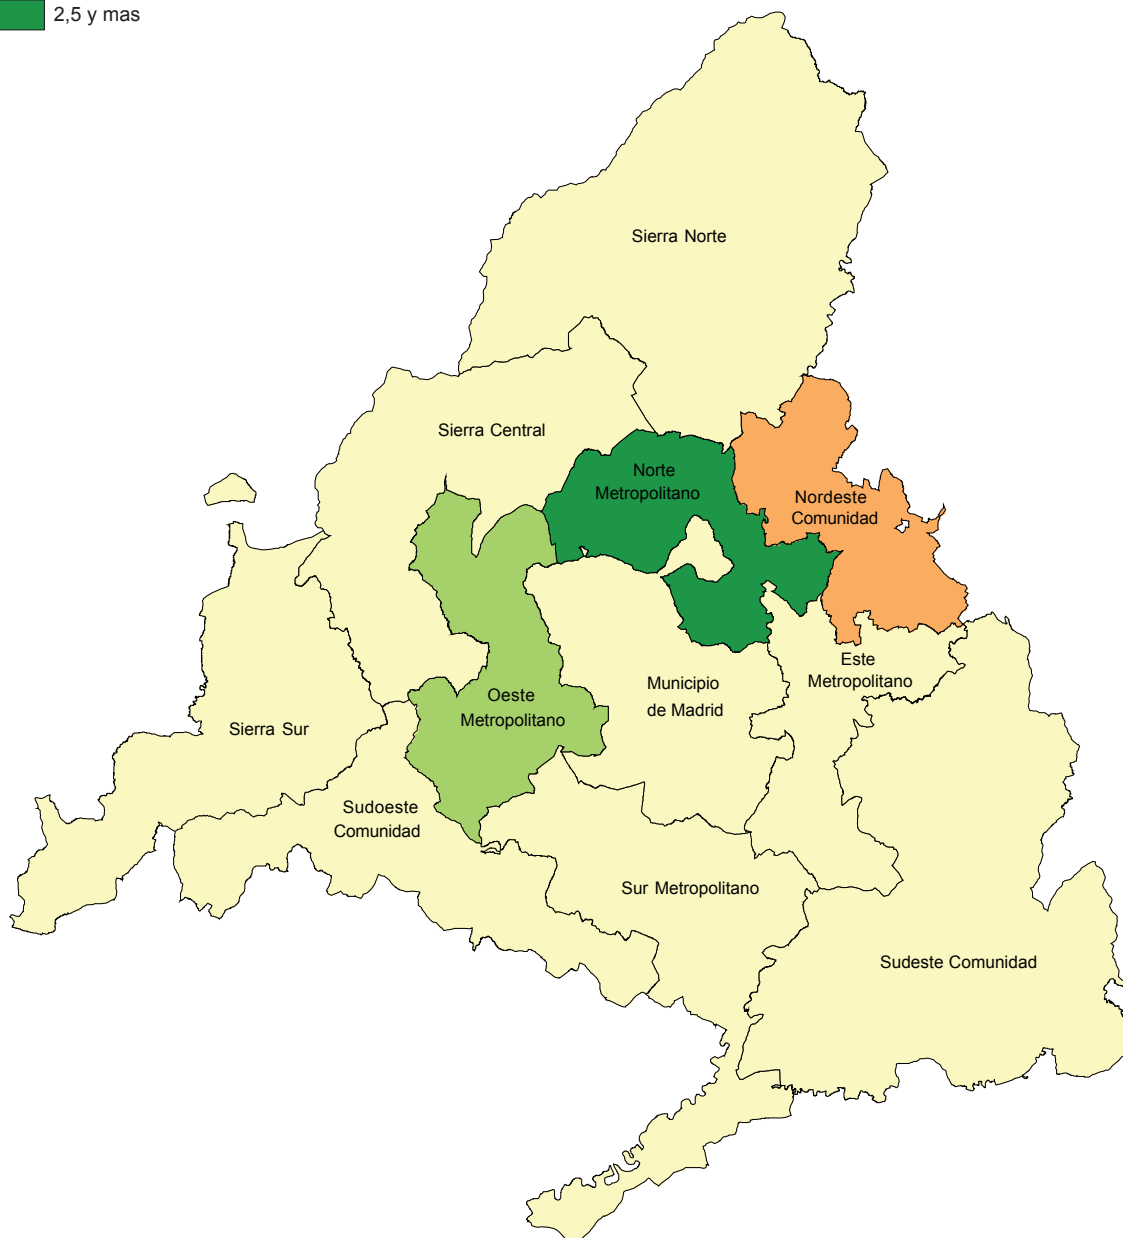 2,5 y mas
Sierra Norte
Sierra Central
Norte
Metropolitano
Nordeste
Comunidad
Este
Metropolitano
Municipio
de Madrid
Oeste
Metropolitano
Sierra Sur
Sudoeste
Comunidad
Sur Metropolitano
Sudeste Comunidad